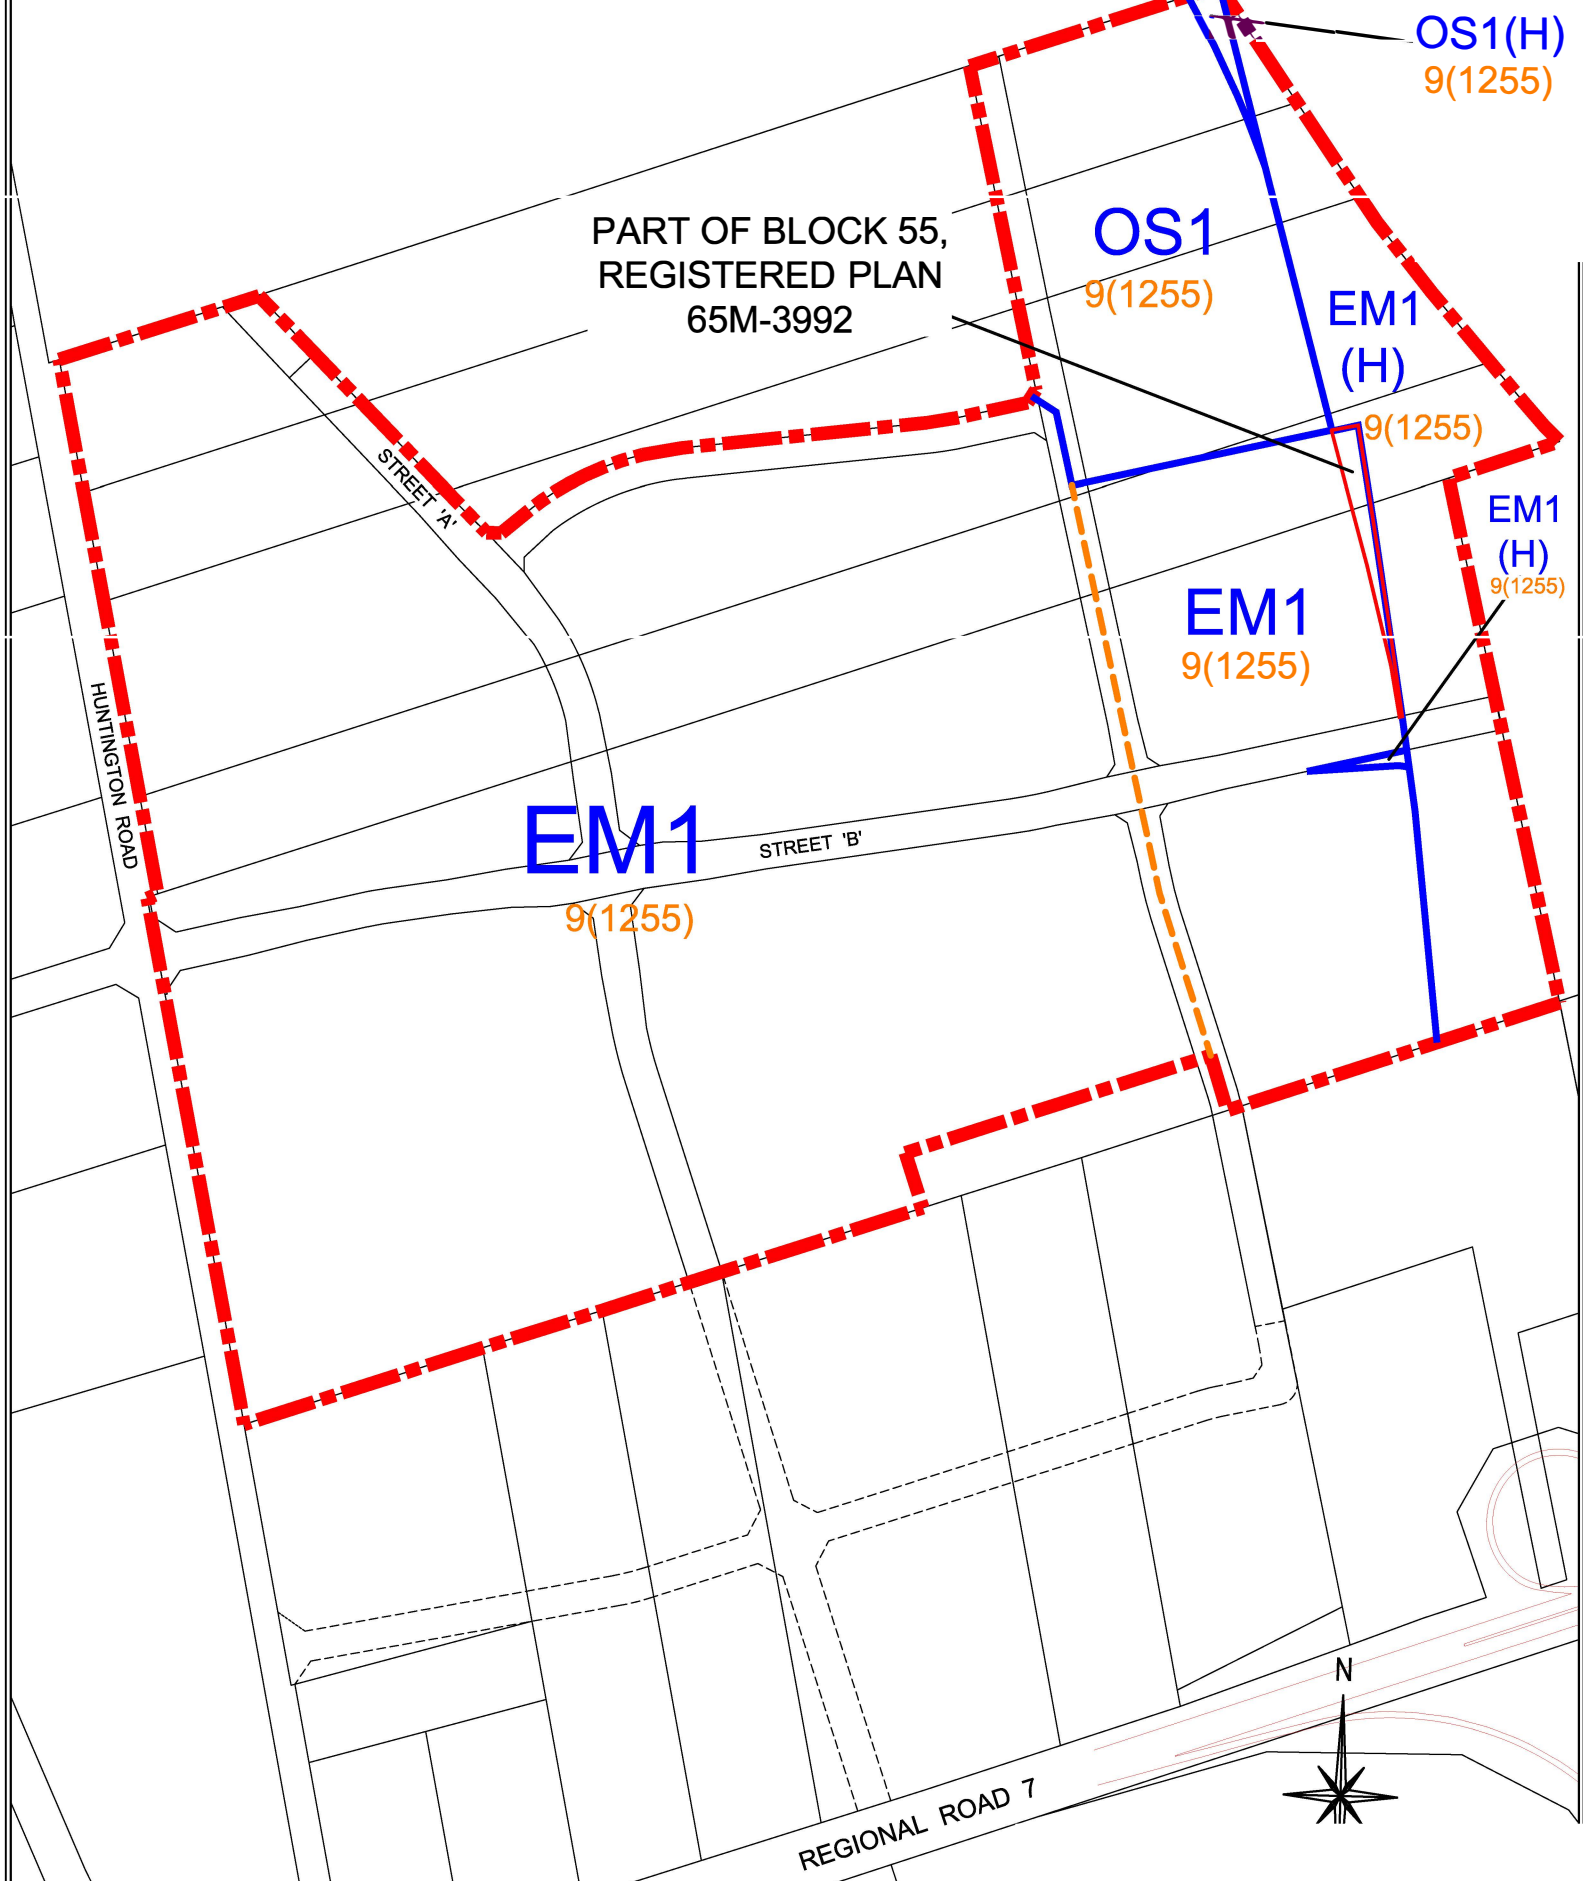 OS1(H)
9(1255)
PART OF BLOCK 55,
REGISTERED PLAN
65M-3992
OS1
9(1255)
EM1
(H)
9(1255)
STREET 'A'
EM1
(H)
9(1255)
EM1
9(1255)
HUNTINGTON ROAD
EM1
9(1255)
STREET 'B'
N
REGIONAL ROAD 7